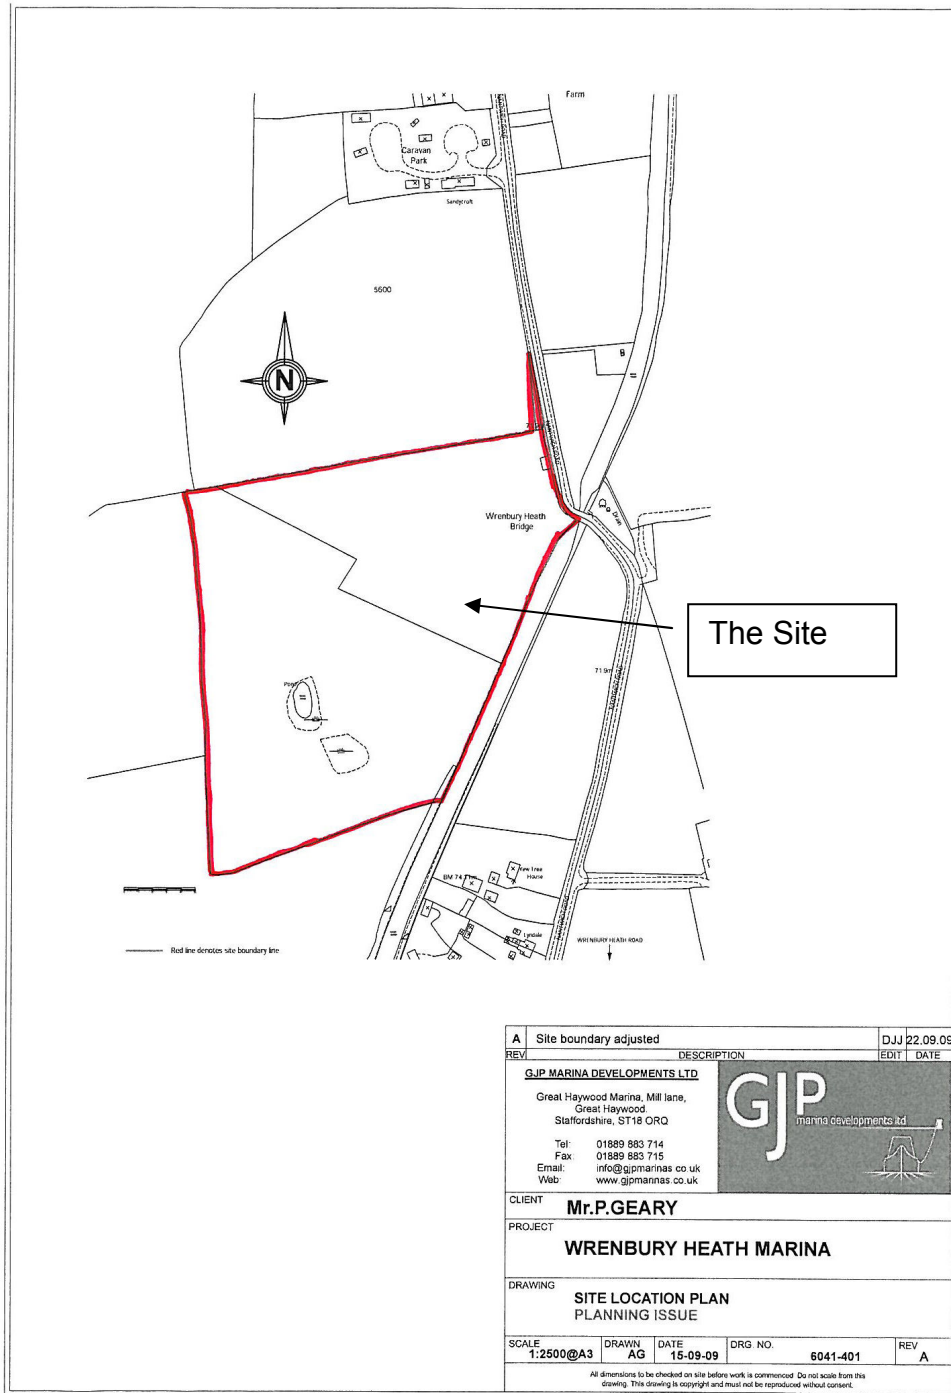 Farm
Caravan
Park
Sandycroft
5600
N
Wrenbury Heath
Bridge
Drain
The Site
71.9m
Pond
Yew Tree
House
BM 74.71m
Lyndale
WRENBURY HEATH ROAD
Red line denotes site boundary line
A Site boundary adjusted DJJ 22.09.09
REV DESCRIPTION EDIT DATE
GJP MARINA DEVELOPMENTS LTD
Great Haywood Marina, Mill lane,
Great Haywood.
Staffordshire, ST18 ORQ
Tel: 01889 883 714
Fax: 01889 883 715
Email: info@gjpmarinas.co.uk
Web: www.gjpmarinas.co.uk
GJP
marina developments ltd
CLIENT
Mr.P.GEARY
PROJECT
WRENBURY HEATH MARINA
DRAWING
SITE LOCATION PLAN
PLANNING ISSUE
SCALE DRAWN DATE DRG. NO. REV
1:2500@A3 AG 15-09-09 6041-401 A
All dimensions to be checked on site before work is commenced Do not scale from this
drawing. This drawing is copyright and must not be reproduced without consent.